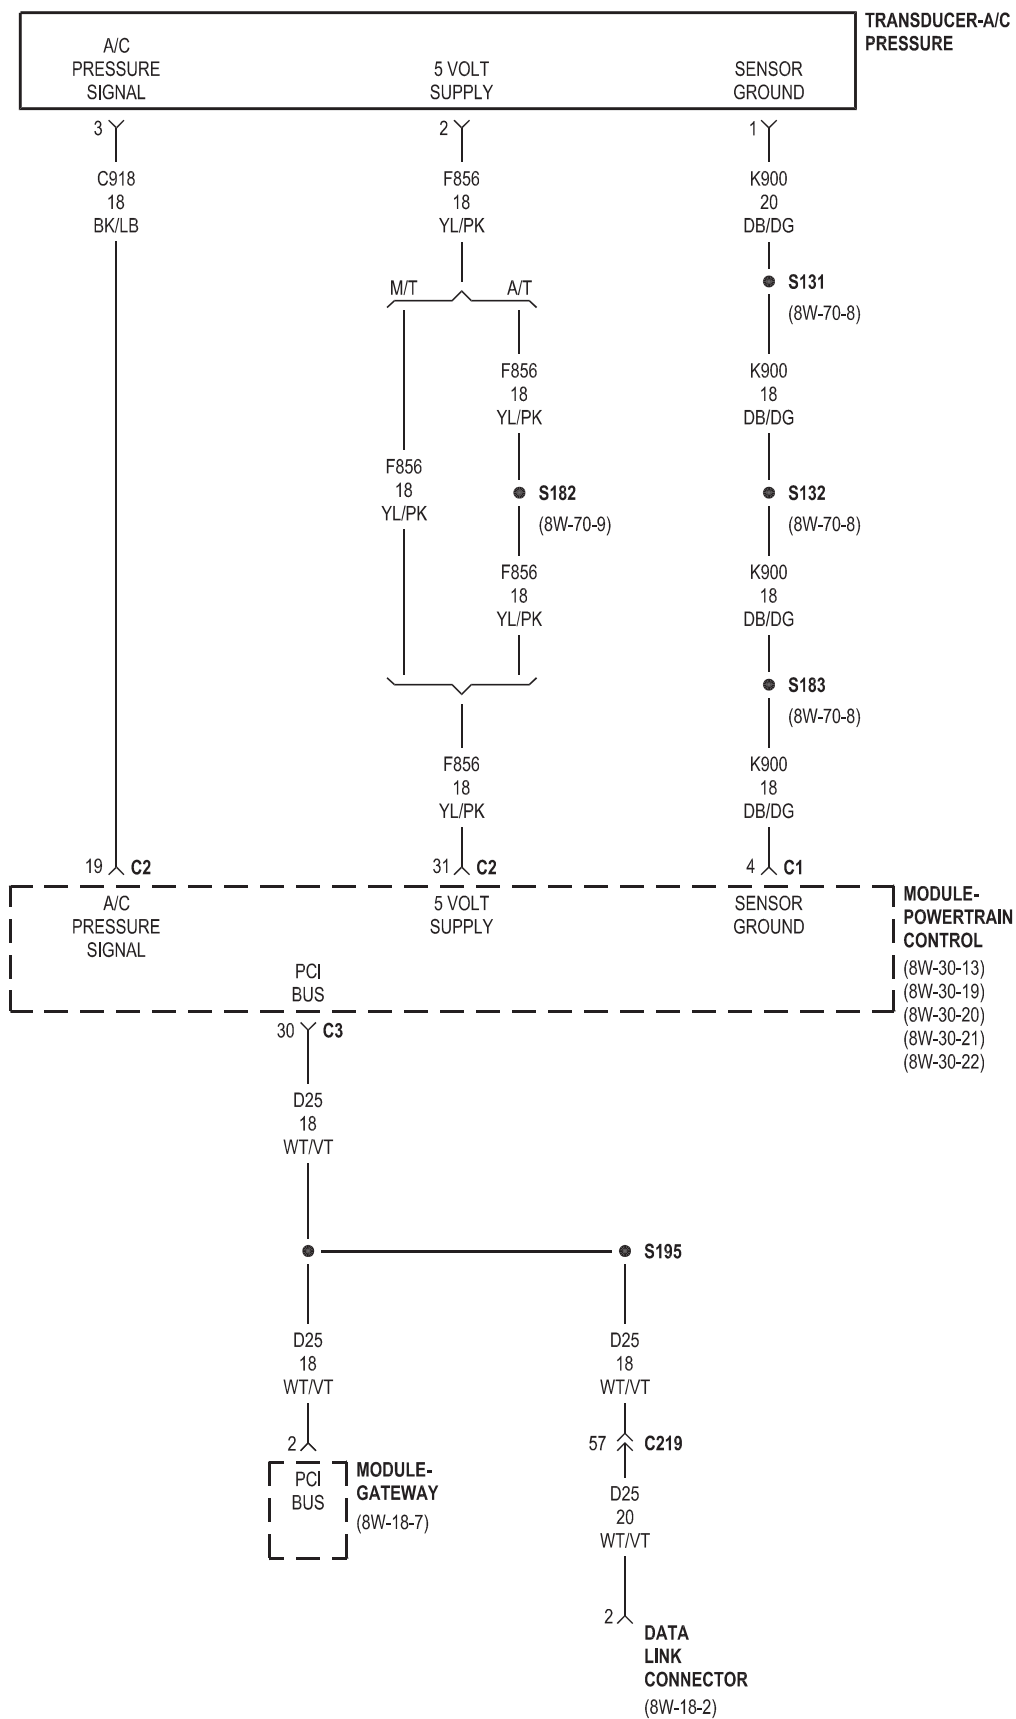 TRANSDUCER-A/C
PRESSURE
A/C
PRESSURE
SIGNAL
5 VOLT
SUPPLY
SENSOR
GROUND
3
2
1
C918
18
BK/LB
F856
18
YL/PK
K900
20
DB/DG
M/T
A/T
S131
(8W-70-8)
F856
18
YL/PK
K900
18
DB/DG
F856
18
YL/PK
S182
(8W-70-9)
S132
(8W-70-8)
F856
18
YL/PK
K900
18
DB/DG
S183
(8W-70-8)
F856
18
YL/PK
K900
18
DB/DG
19
C2
31
C2
4
C1
A/C
PRESSURE
SIGNAL
5 VOLT
SUPPLY
SENSOR
GROUND
MODULE-
POWERTRAIN
CONTROL
(8W-30-13)
(8W-30-19)
(8W-30-20)
(8W-30-21)
(8W-30-22)
PCI
BUS
30
C3
D25
18
WT/VT
S195
D25
18
WT/VT
D25
18
WT/VT
2
57
C219
PCI
BUS
MODULE-
GATEWAY
(8W-18-7)
D25
20
WT/VT
2
DATA
LINK
CONNECTOR
(8W-18-2)